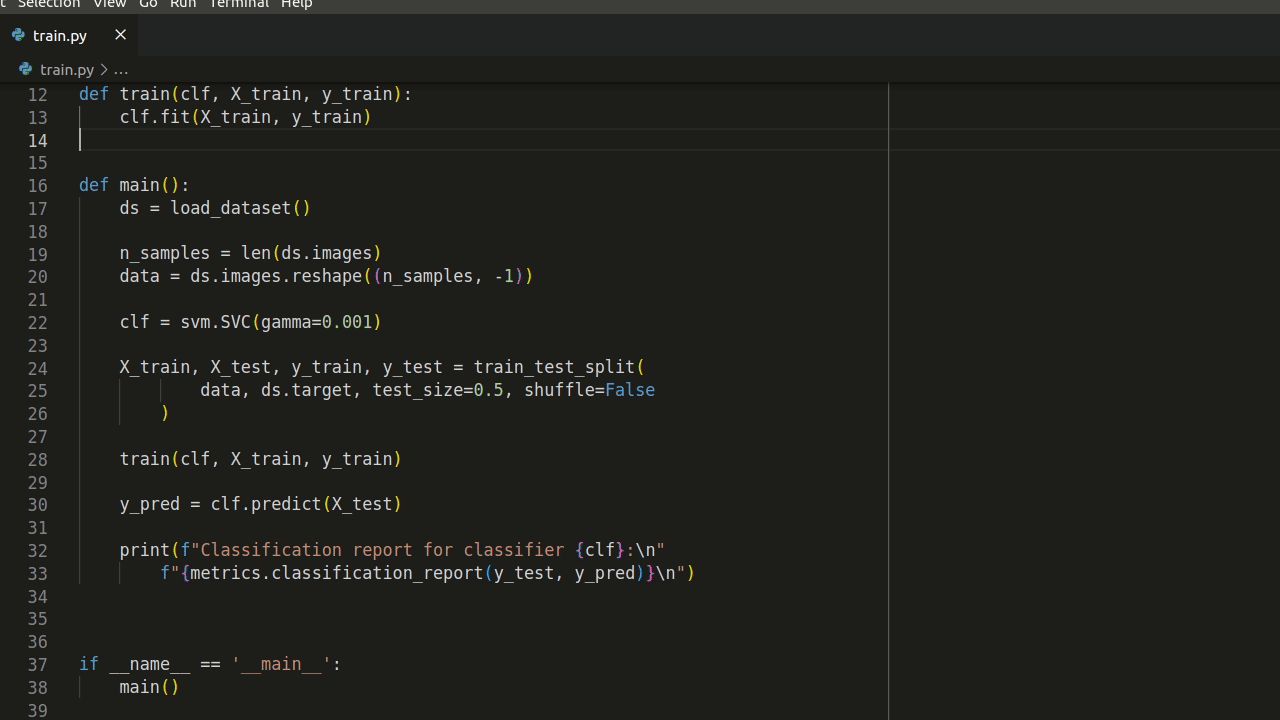 t Selection View Go Run Terminal Help
train.py ×
train.py > ...
12 def train(clf, X_train, y_train):
13     clf.fit(X_train, y_train)
14
15
16 def main():
17     ds = load_dataset()
18
19     n_samples = len(ds.images)
20     data = ds.images.reshape((n_samples, -1))
21
22     clf = svm.SVC(gamma=0.001)
23
24     X_train, X_test, y_train, y_test = train_test_split(
25             data, ds.target, test_size=0.5, shuffle=False
26         )
27
28     train(clf, X_train, y_train)
29
30     y_pred = clf.predict(X_test)
31
32     print(f"Classification report for classifier {clf}:\n"
33         f"{metrics.classification_report(y_test, y_pred)}\n")
34
35
36
37 if __name__ == '__main__':
38     main()
39